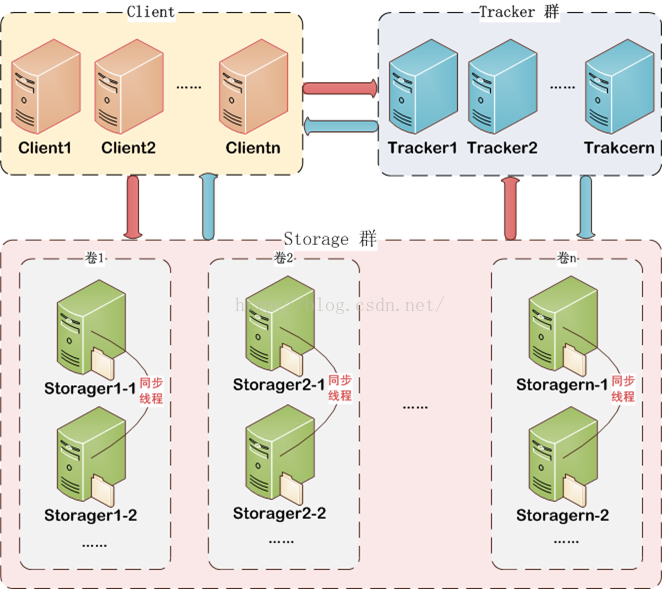 Client
Tracker 群
......
......
Client1
Client2
Clientn
Tracker1
Tracker2
Trakcern
Storage 群
卷1
卷2
卷n
blog.csdn.net/
Storager1-1
Storager2-1
Storagern-1
同步
线程
同步
线程
同步
线程
......
Storager1-2
Storager2-2
Storagern-2
......
......
......